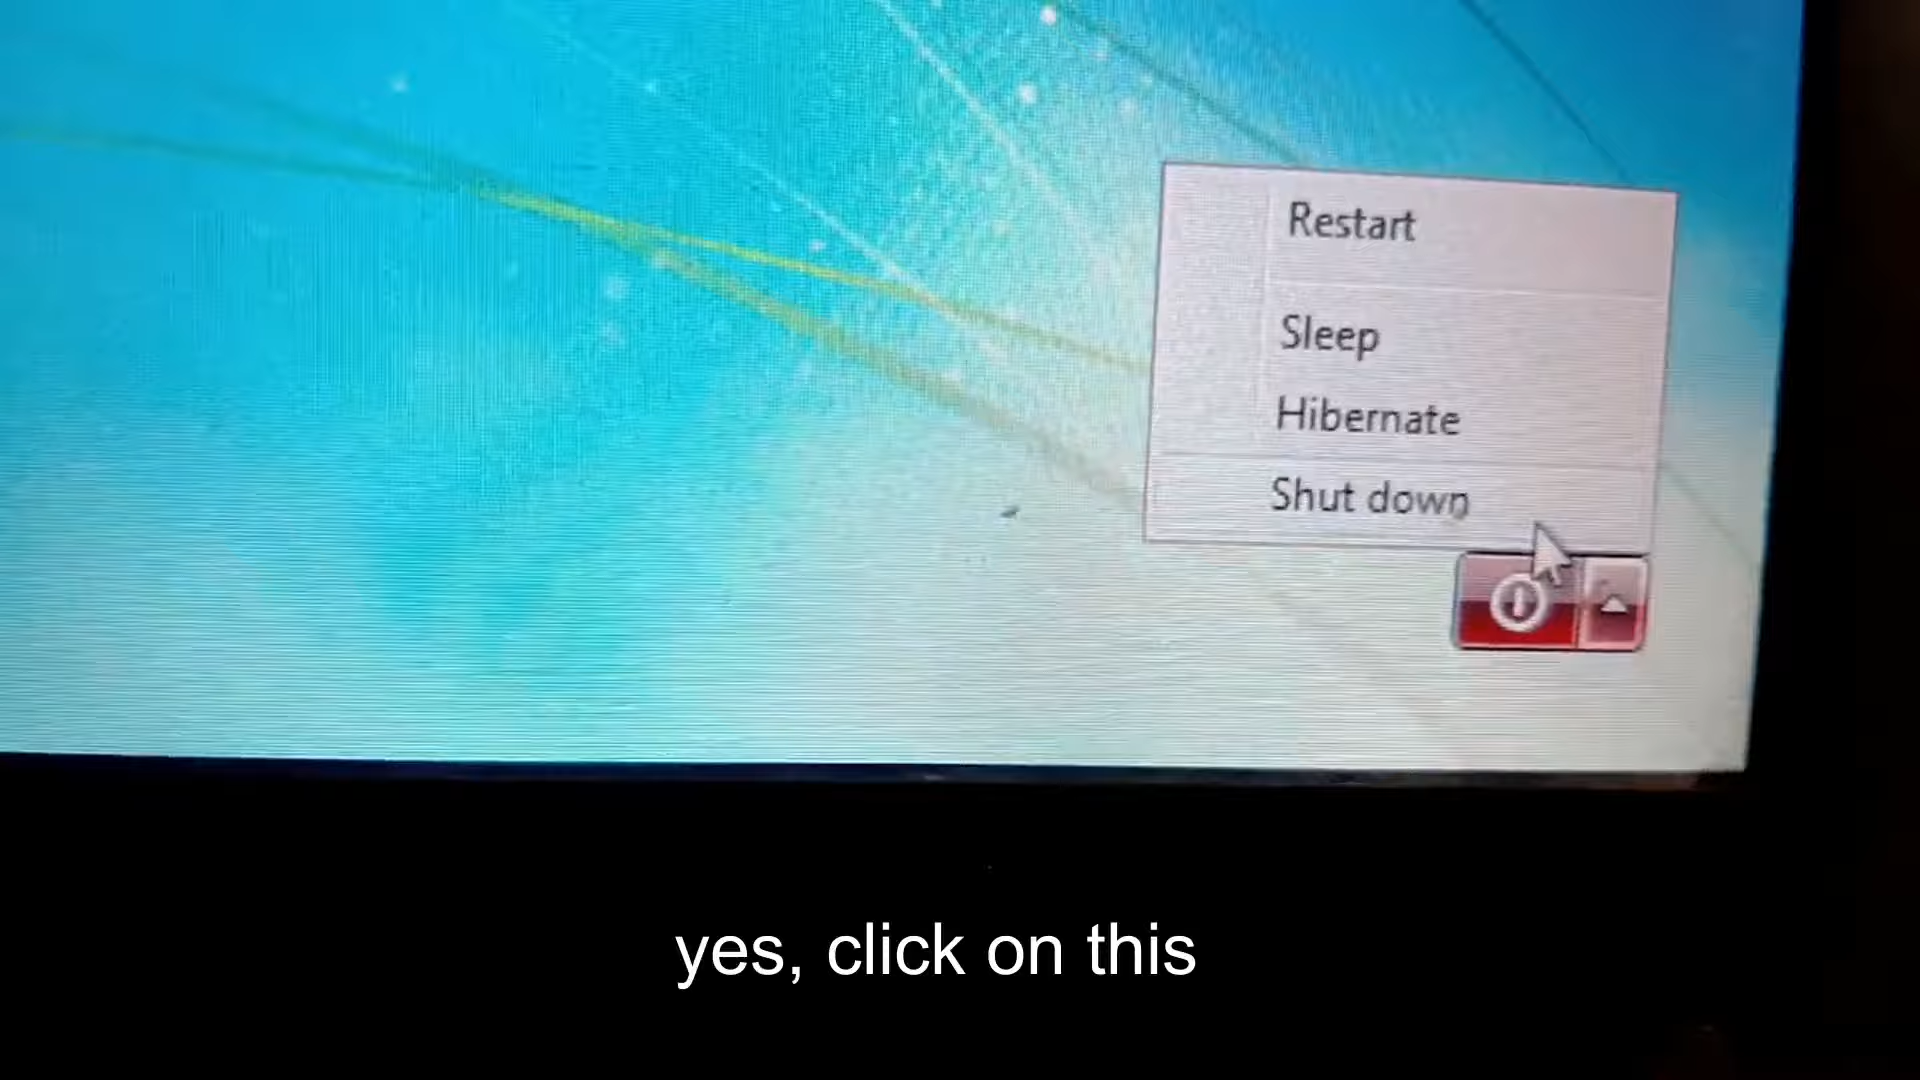 Restart
Sleep
Hibernate
Shut down
yes, click on this